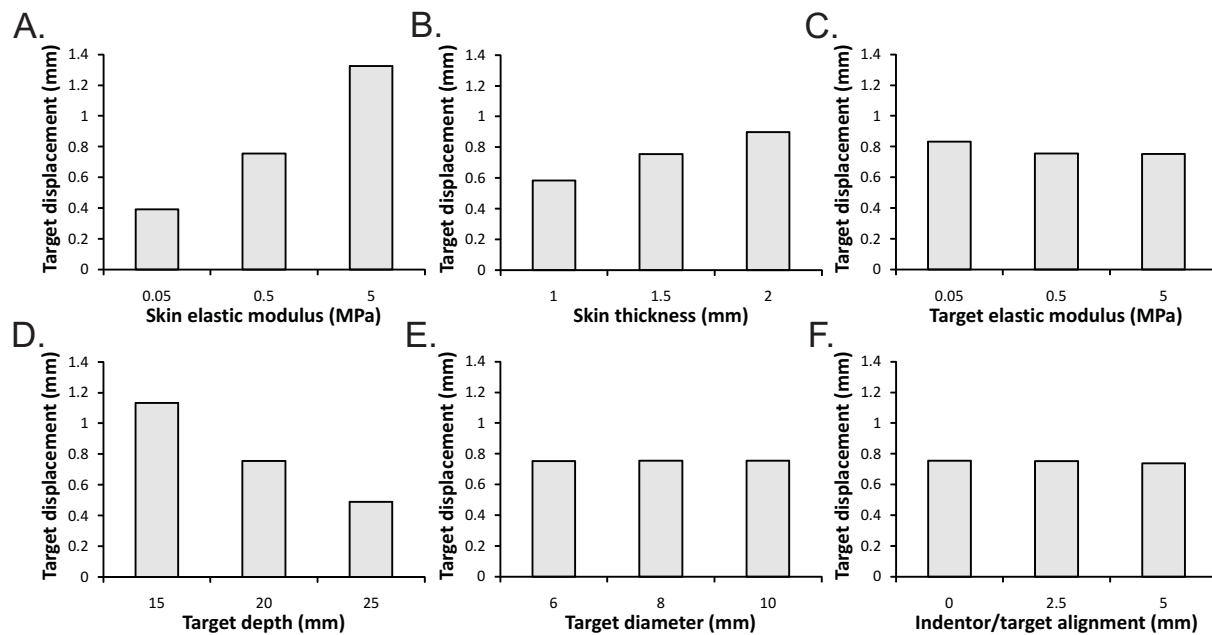 A.
Target displacement (mm)
1.4
1.2
1
0.8
0.6
0.4
0.2
0
0.05 0.5 5
Skin elastic modulus (MPa)
B.
Target displacement (mm)
1.4
1.2
1
0.8
0.6
0.4
0.2
0
1 1.5 2
Skin thickness (mm)
C.
Target displacement (mm)
1.4
1.2
1
0.8
0.6
0.4
0.2
0
0.05 0.5 5
Target elastic modulus (MPa)
D.
Target displacement (mm)
1.4
1.2
1
0.8
0.6
0.4
0.2
0
15 20 25
Target depth (mm)
E.
Target displacement (mm)
1.4
1.2
1
0.8
0.6
0.4
0.2
0
6 8 10
Target diameter (mm)
F.
Target displacement (mm)
1.4
1.2
1
0.8
0.6
0.4
0.2
0
0 2.5 5
Indentor/target alignment (mm)